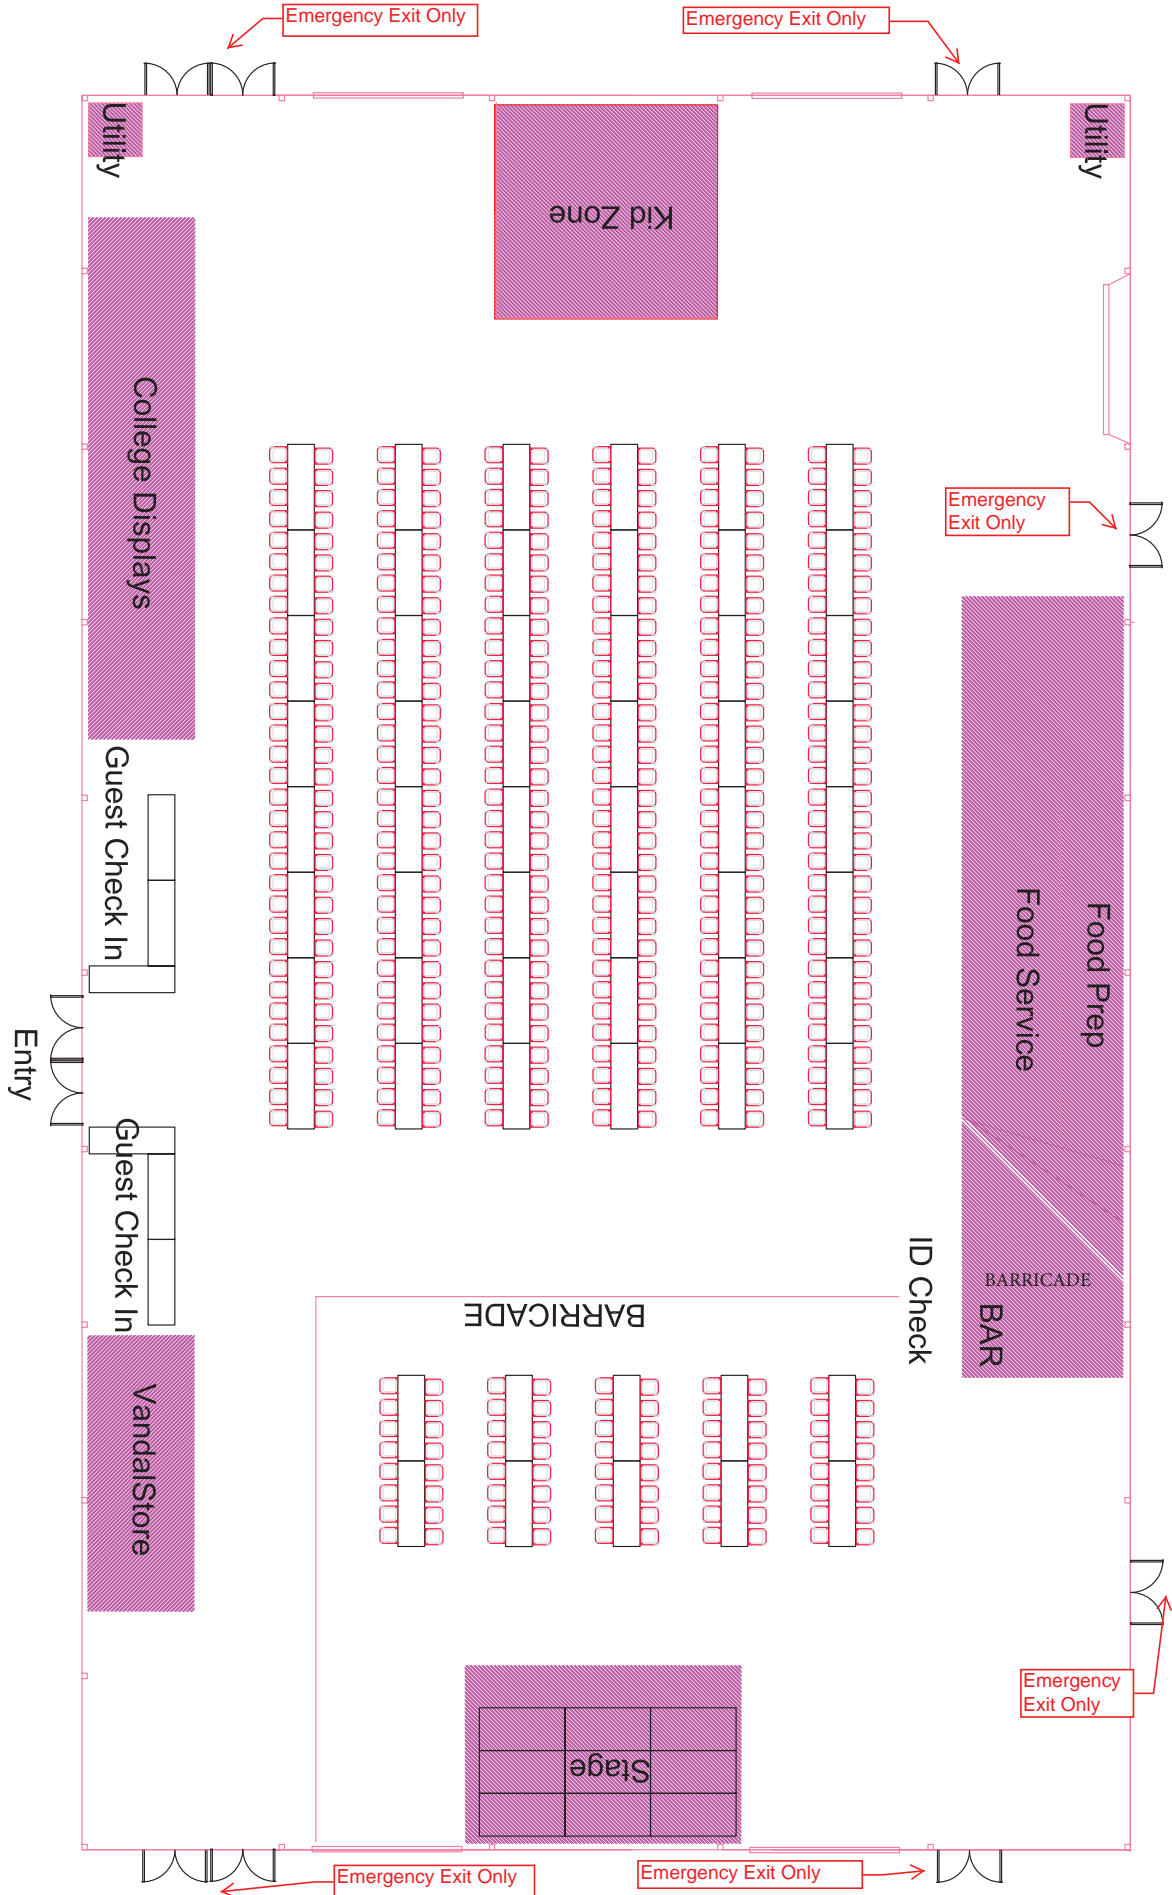 Emergency Exit Only
Emergency Exit Only
Utility
Utility
Kid Zone
College Displays
Emergency
Exit Only
Guest Check In
Food Service
Food Prep
Entry
Guest Check In
ID Check
BARRICADE
BAR
BARRICADE
VandalStore
Emergency
Exit Only
Stage
Emergency Exit Only
Emergency Exit Only